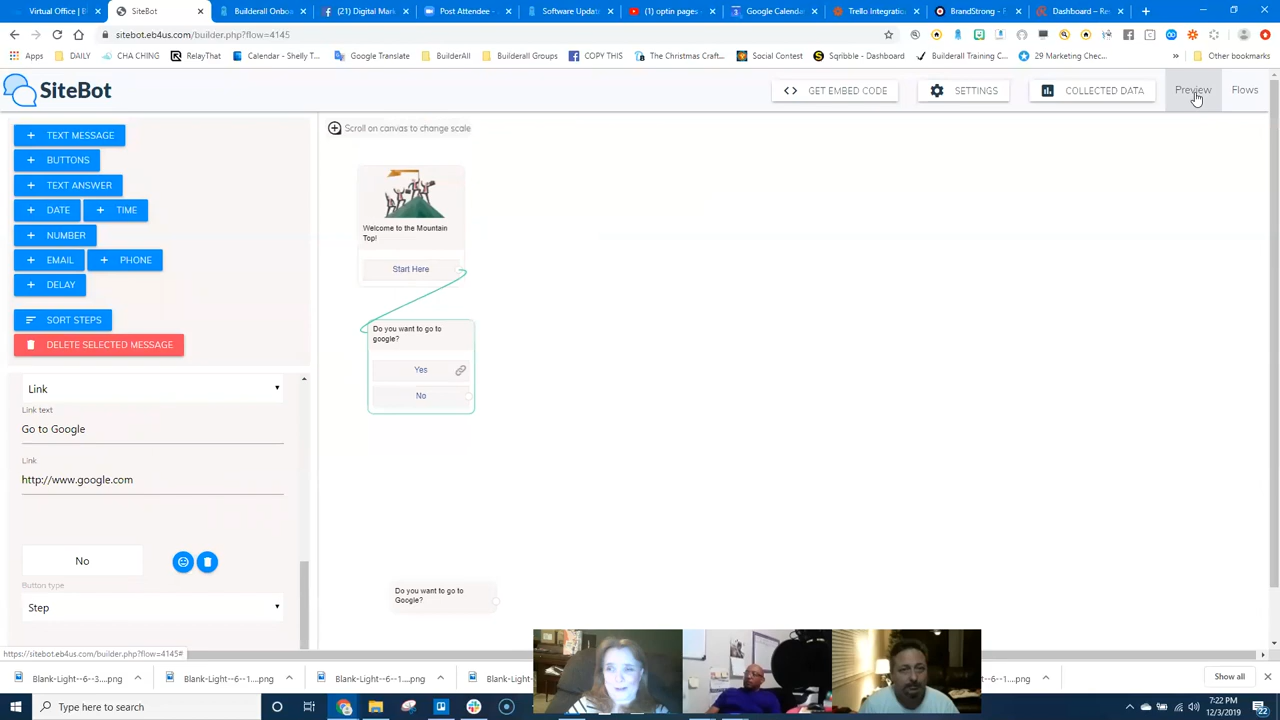 Virtual Office | Bu
SiteBot
Builderall Onbo
(21) Digital Mark
Post Attendee -
Software Updat
(1) optin pages -
Google Calenda
Trello Integratio
BrandStrong - B
Dashboard – Re
sitebot.eb4us.com/builder.php?flow=4145
Apps
DAILY
CHA CHING
RelayThat
Calendar - Shelly T...
Google Translate
BuilderAll
Builderall Groups
COPY THIS
The Christmas Craft...
Social Contest
Sqribble - Dashboard
Builderall Training C...
29 Marketing Chec...
»
Other bookmarks
SiteBot
GET EMBED CODE
SETTINGS
COLLECTED DATA
Preview
Flows
+ TEXT MESSAGE
+ BUTTONS
+ TEXT ANSWER
+ DATE
+ TIME
+ NUMBER
+ EMAIL
+ PHONE
+ DELAY
SORT STEPS
DELETE SELECTED MESSAGE
Scroll on canvas to change scale
Welcome to the Mountain
Top!
Start Here
Do you want to go to
google?
Yes
No
Do you want to go to
Google?
Link
Link text
Go to Google
Link
http://www.google.com
No
Button type
Step
https://sitebot.eb4us.com/builder.php?flow=4145#
Blank-Light--6--3....png
Blank-Light--6--1....png
Blank-Light--6--1....png
Blank-Light--6
--1....png
Show all
Type here to search
7:22 PM
12/3/2019